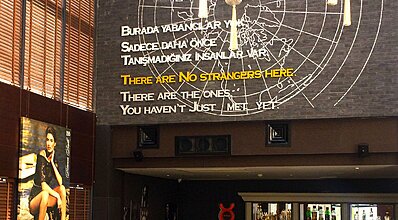 BURADA YABANCILAR YOK
SADECE DAHA ÖNCE
TANIŞMADIĞINIZ İNSANLAR VAR.
THERE ARE NO STRANGERS HERE.
THERE ARE THE ONES
YOU HAVEN'T JUST MET YET.